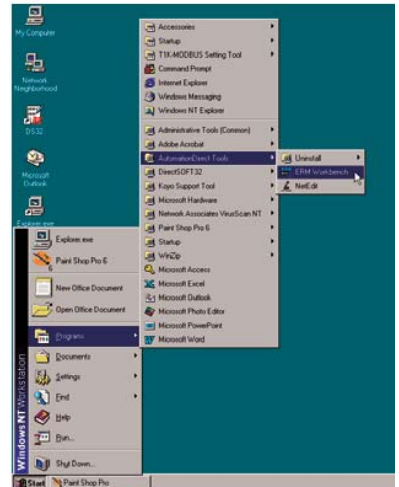 My Computer
Network
Neighborhood
DS32
Microsoft
Outlook
Explorer.exe
Accessories
Startup
T1K-MODBUS Setting Tool
Command Prompt
Internet Explorer
Windows Messaging
Windows NT Explorer
Administrative Tools (Common)
Adobe Acrobat
AutomationDirect Tools
DirectSOFT32
Koyo Support Tool
Microsoft Hardware
Network Associates VirusScan NT
Paint Shop Pro 6
Startup
WinZip
Microsoft Access
Microsoft Excel
Microsoft Outlook
Microsoft Photo Editor
Microsoft PowerPoint
Microsoft Word
Uninstall
ERM Workbench
NetEdit
Explorer.exe
Paint Shop Pro 6
New Office Document
Open Office Document
Programs
Documents
Settings
Find
Help
Run...
Shut Down...
Windows NT Workstation
Start
Paint Shop Pro